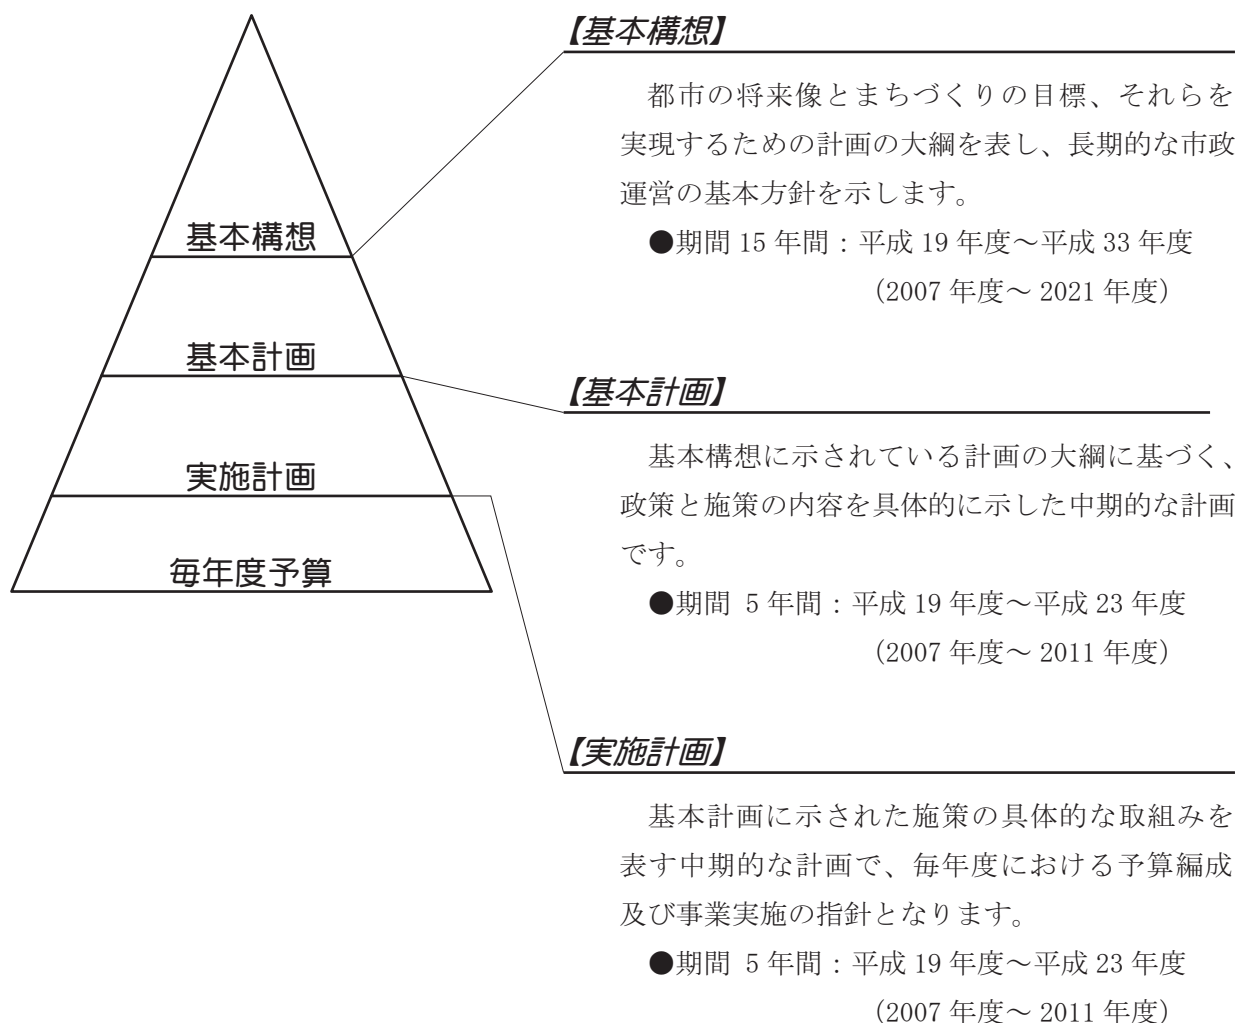 基本構想
基本計画
実施計画
毎年度予算
【基本構想】
都市の将来像とまちづくりの目標、それらを
実現するための計画の大綱を表し、長期的な市政
運営の基本方針を示します。
●期間 15 年間：平成 19 年度～平成 33 年度
（2007 年度～ 2021 年度）
【基本計画】
基本構想に示されている計画の大綱に基づく、
政策と施策の内容を具体的に示した中期的な計画
です。
●期間 5 年間：平成 19 年度～平成 23 年度
（2007 年度～ 2011 年度）
【実施計画】
基本計画に示された施策の具体的な取組みを
表す中期的な計画で、毎年度における予算編成
及び事業実施の指針となります。
●期間 5 年間：平成 19 年度～平成 23 年度
（2007 年度～ 2011 年度）